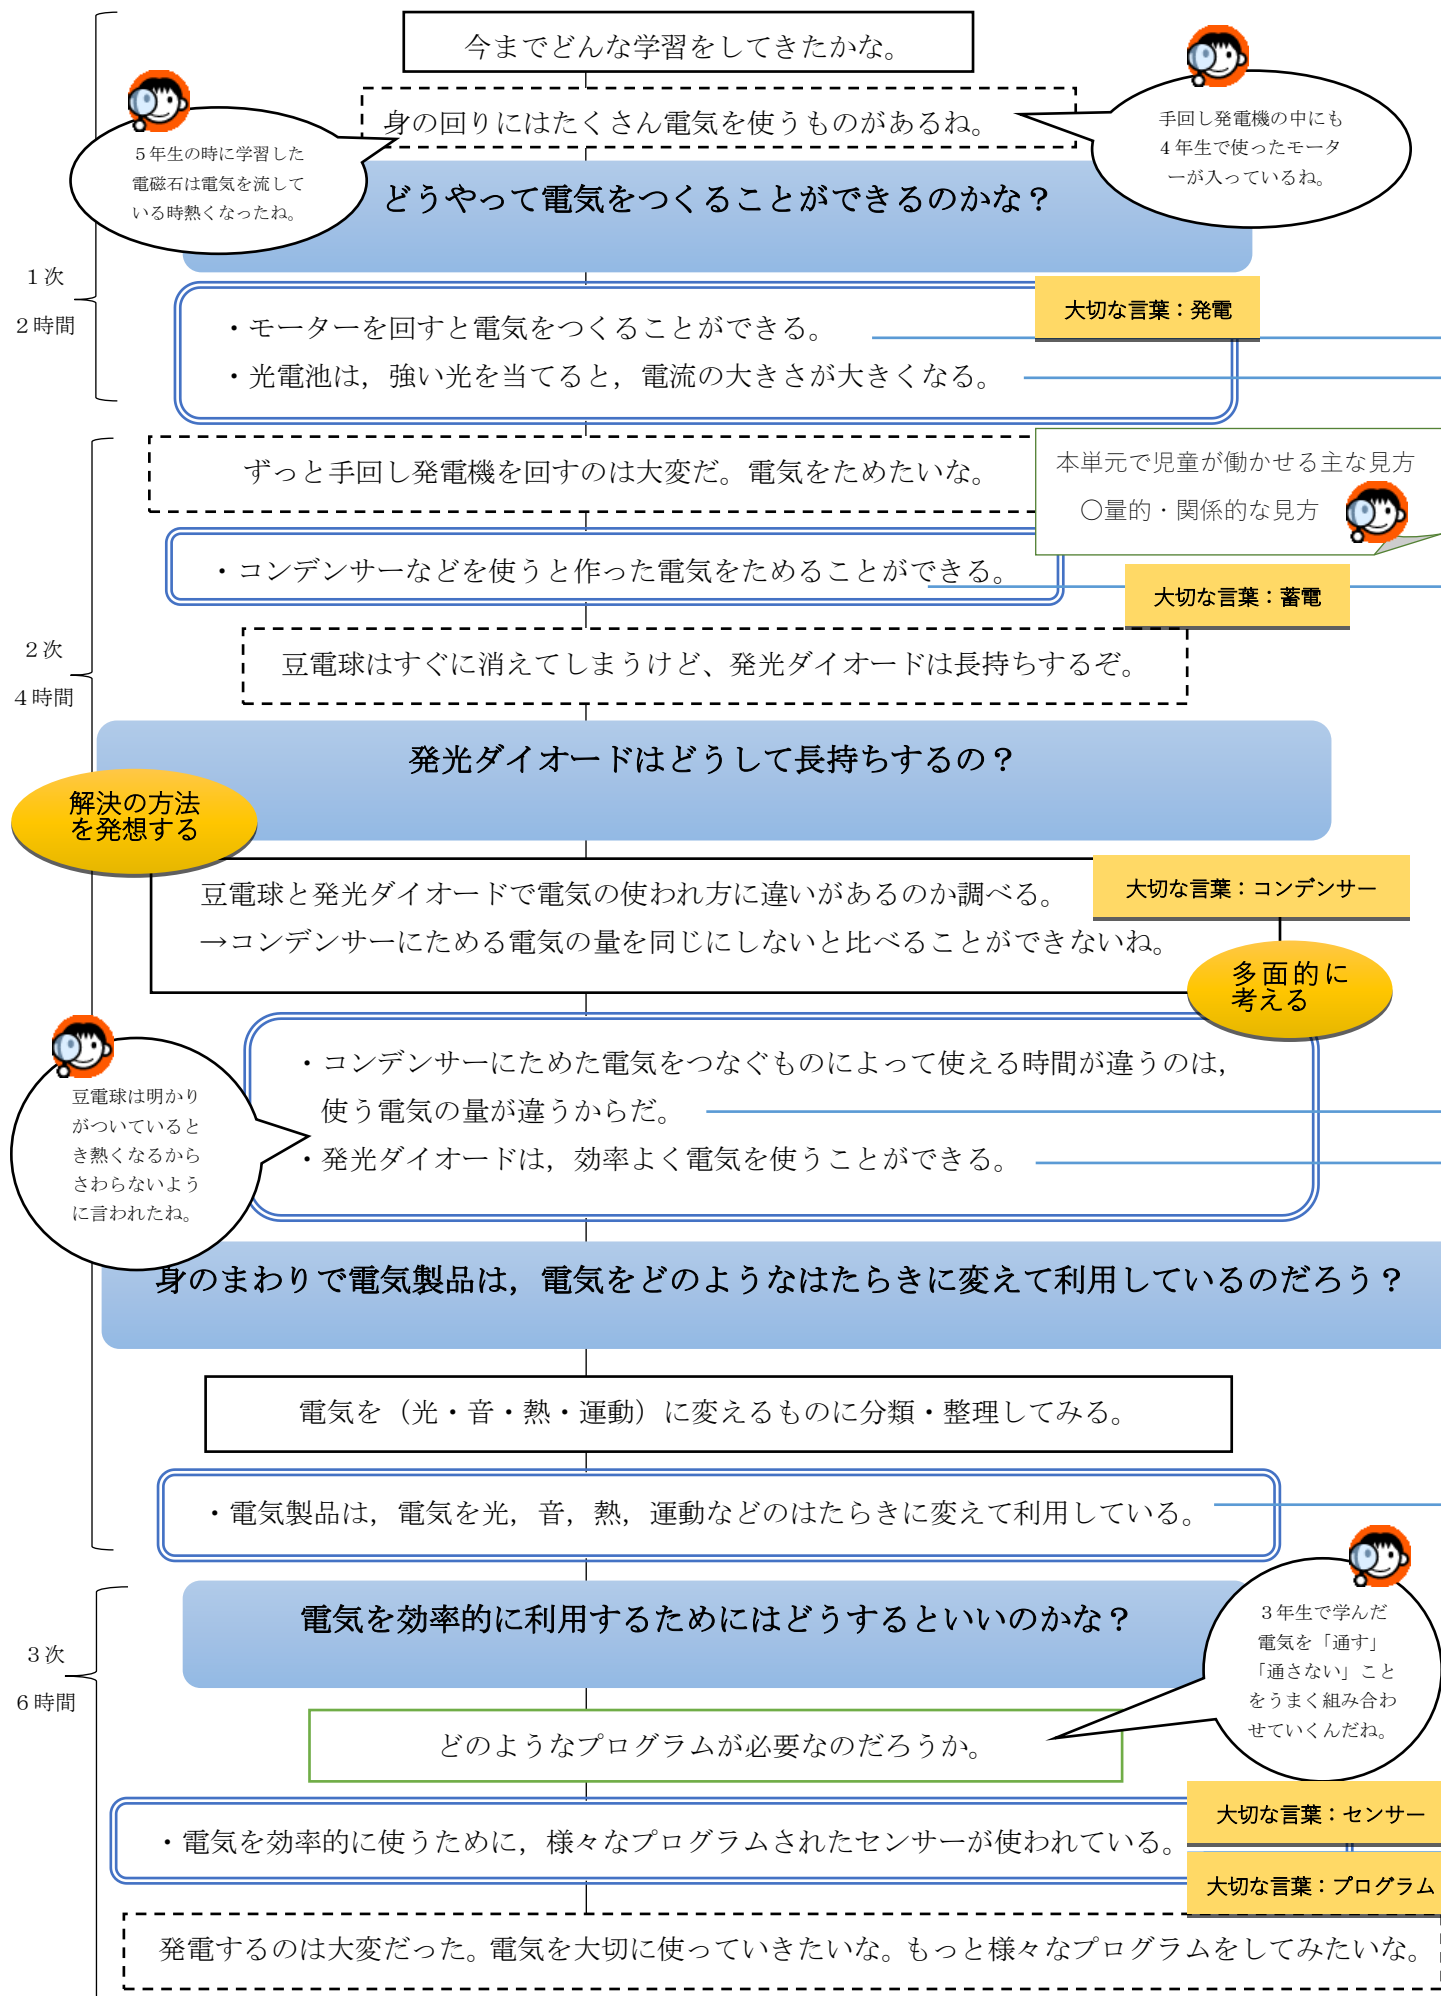 今までどんな学習をしてきたかな。
身の回りにはたくさん電気を使うものがあるね。
５年生の時に学習した
電磁石は電気を流して
いる時熱くなったね。
手回し発電機の中にも
４年生で使ったモータ
ーが入っているね。
どうやって電気をつくることができるのかな？
１次
２時間
大切な言葉：発電
・モーターを回すと電気をつくることができる。
・光電池は，強い光を当てると，電流の大きさが大きくなる。
ずっと手回し発電機を回すのは大変だ。電気をためたいな。
本単元で児童が働かせる主な見方
〇量的・関係的な見方
・コンデンサーなどを使うと作った電気をためることができる。
大切な言葉：蓄電
２次
４時間
豆電球はすぐに消えてしまうけど、発光ダイオードは長持ちするぞ。
発光ダイオードはどうして長持ちするの？
解決の方法
を発想する
豆電球と発光ダイオードで電気の使われ方に違いがあるのか調べる。
→コンデンサーにためる電気の量を同じにしないと比べることができないね。
大切な言葉：コンデンサー
多面的に
考える
・コンデンサーにためた電気をつなぐものによって使える時間が違うのは，
使う電気の量が違うからだ。
・発光ダイオードは，効率よく電気を使うことができる。
豆電球は明かり
がついていると
き熱くなるから
さわらないよう
に言われたね。
身のまわりで電気製品は，電気をどのようなはたらきに変えて利用しているのだろう？
電気を（光・音・熱・運動）に変えるものに分類・整理してみる。
・電気製品は，電気を光，音，熱，運動などのはたらきに変えて利用している。
電気を効率的に利用するためにはどうするといいのかな？
３年生で学んだ
電気を「通す」
「通さない」こと
をうまく組み合わ
せていくんだね。
３次
６時間
どのようなプログラムが必要なのだろうか。
大切な言葉：センサー
・電気を効率的に使うために，様々なプログラムされたセンサーが使われている。
大切な言葉：プログラム
発電するのは大変だった。電気を大切に使っていきたいな。もっと様々なプログラムをしてみたいな。